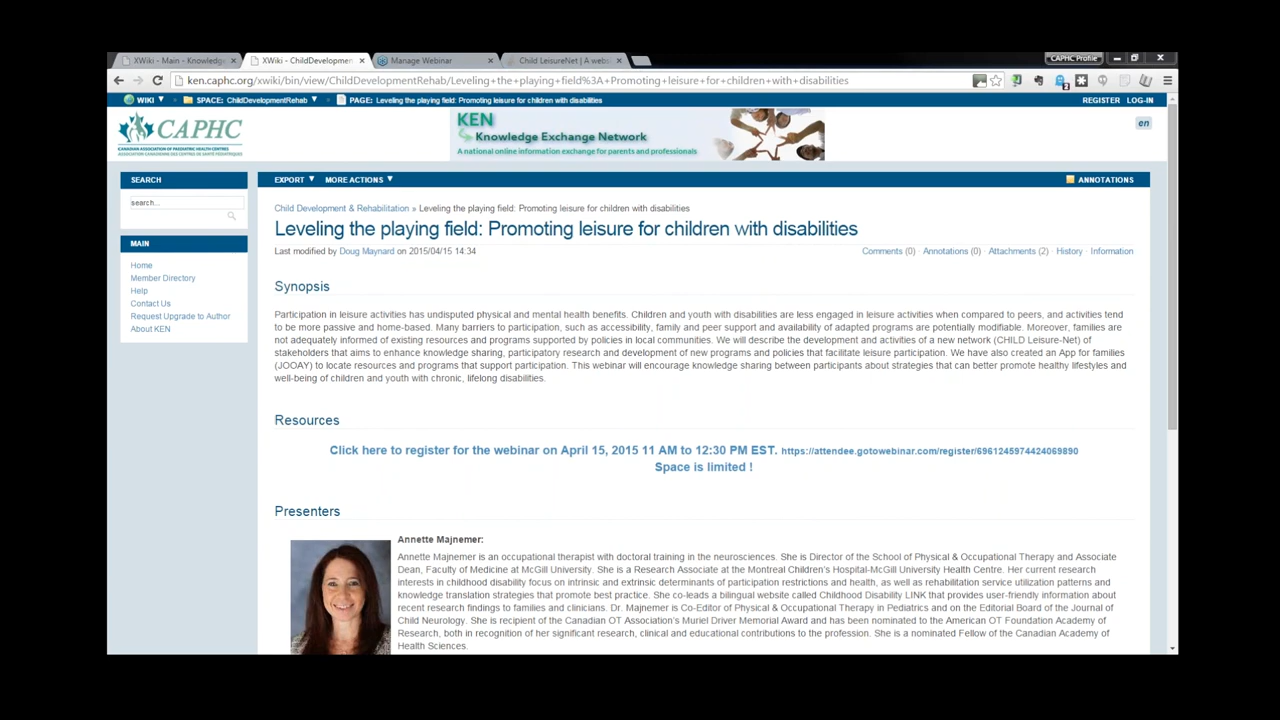 XWiki - Main - Knowledge
XWiki - ChildDevelopmen
Manage Webinar
Child LeisureNet | A webs
CAPHC Profile
ken.caphc.org/xwiki/bin/view/ChildDevelopmentRehab/Leveling+the+playing+field%3A+Promoting+leisure+for+children+with+disabilities
WIKI SPACE: ChildDevelopmentRehab PAGE: Leveling the playing field: Promoting leisure for children with disabilities REGISTER LOG-IN
CAPHC
CANADIAN ASSOCIATION OF PAEDIATRIC HEALTH CENTRES
ASSOCIATION CANADIENNE DES CENTRES DE SANTÉ PÉDIATRIQUES
KEN
Knowledge Exchange Network
A national online information exchange for parents and professionals
en
SEARCH
search...
MAIN
Home
Member Directory
Help
Contact Us
Request Upgrade to Author
About KEN
EXPORT MORE ACTIONS ANNOTATIONS
Child Development & Rehabilitation » Leveling the playing field: Promoting leisure for children with disabilities
Leveling the playing field: Promoting leisure for children with disabilities
Last modified by Doug Maynard on 2015/04/15 14:34
Comments (0) · Annotations (0) · Attachments (2) · History · Information
Synopsis
Participation in leisure activities has undisputed physical and mental health benefits. Children and youth with disabilities are less engaged in leisure activities when compared to peers, and activities tend
to be more passive and home-based. Many barriers to participation, such as accessibility, family and peer support and availability of adapted programs are potentially modifiable. Moreover, families are
not adequately informed of existing resources and programs supported by policies in local communities. We will describe the development and activities of a new network (CHILD Leisure-Net) of
stakeholders that aims to enhance knowledge sharing, participatory research and development of new programs and policies that facilitate leisure participation. We have also created an App for families
(JOOAY) to locate resources and programs that support participation. This webinar will encourage knowledge sharing between participants about strategies that can better promote healthy lifestyles and
well-being of children and youth with chronic, lifelong disabilities.
Resources
Click here to register for the webinar on April 15, 2015 11 AM to 12:30 PM EST. https://attendee.gotowebinar.com/register/6961245974424069890
Space is limited !
Presenters
Annette Majnemer:
Annette Majnemer is an occupational therapist with doctoral training in the neurosciences. She is Director of the School of Physical & Occupational Therapy and Associate
Dean, Faculty of Medicine at McGill University. She is a Research Associate at the Montreal Children's Hospital-McGill University Health Centre. Her current research
interests in childhood disability focus on intrinsic and extrinsic determinants of participation restrictions and health, as well as rehabilitation service utilization patterns and
knowledge translation strategies that promote best practice. She co-leads a bilingual website called Childhood Disability LINK that provides user-friendly information about
recent research findings to families and clinicians. Dr. Majnemer is Co-Editor of Physical & Occupational Therapy in Pediatrics and on the Editorial Board of the Journal of
Child Neurology. She is recipient of the Canadian OT Association's Muriel Driver Memorial Award and has been nominated to the American OT Foundation Academy of
Research, both in recognition of her significant research, clinical and educational contributions to the profession. She is a nominated Fellow of the Canadian Academy of
Health Sciences.